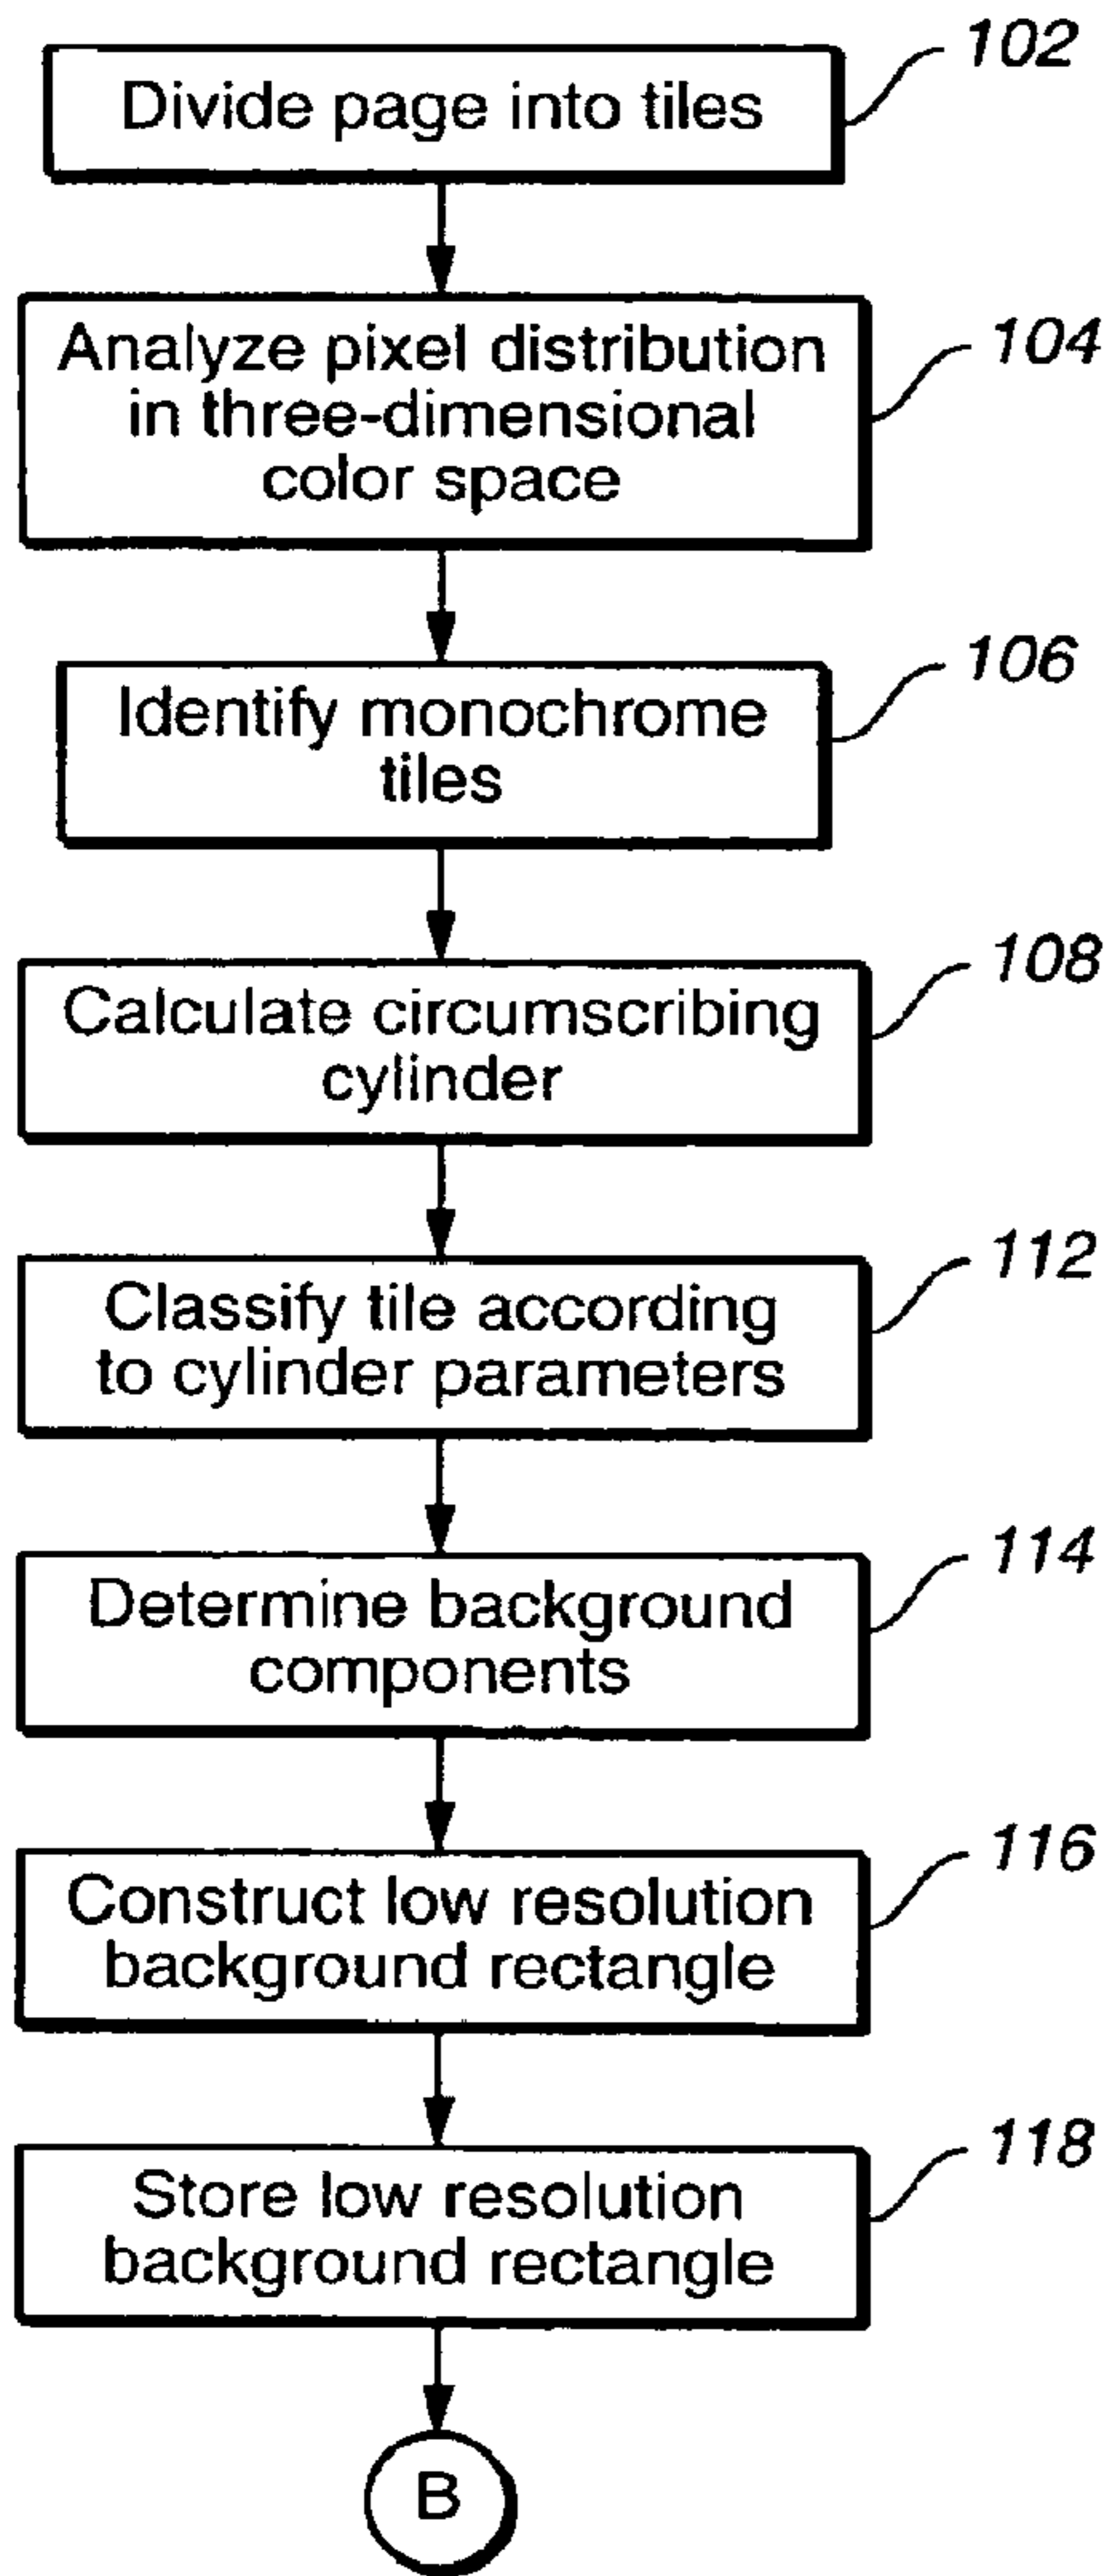 102
Divide page into tiles
104
Analyze pixel distribution
in three-dimensional
color space
106
Identify monochrome
tiles
108
Calculate circumscribing
cylinder
112
Classify tile according
to cylinder parameters
114
Determine background
components
116
Construct low resolution
background rectangle
118
Store low resolution
background rectangle
B